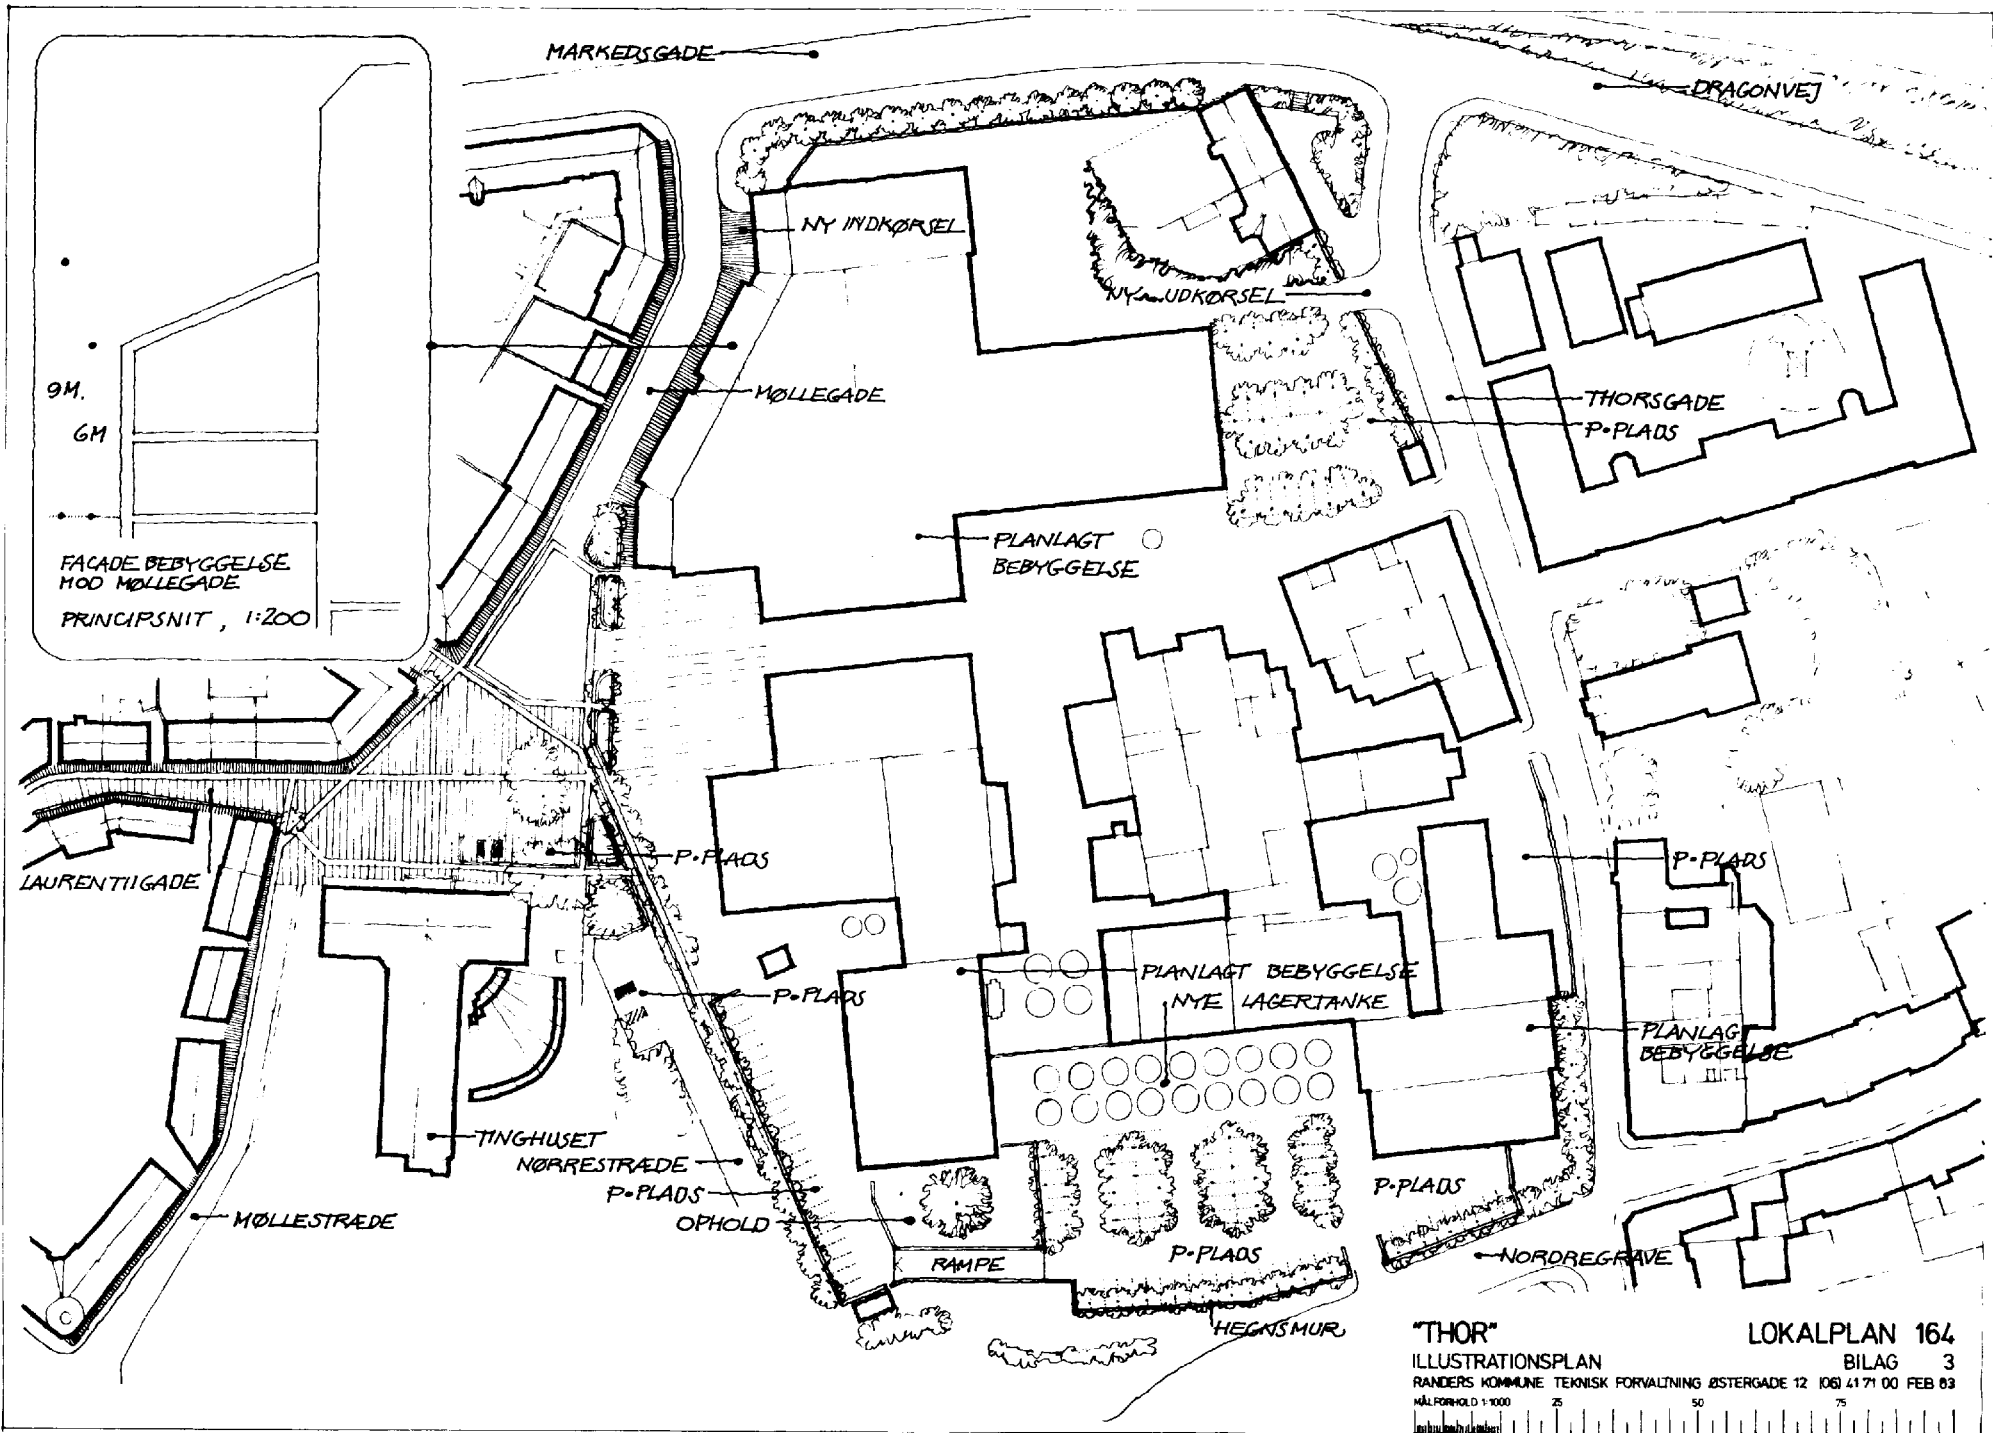 MARKEDSGADE
DRAGONVEJ
NY INDKØRSEL
NY UDKØRSEL
9M.
6M
MØLLEGADE
THORSGADE
P-PLADS
FACADE BEBYGGELSE
MOD MØLLEGADE
PRINCIPSNIT, 1:200
PLANLAGT
BEBYGGELSE
P-PLADS
P-PLADS
LAURENTIIGADE
PLANLAGT BEBYGGELSE
NYE LAGERTANKE
P-PLADS
PLANLAG
BEBYGGELSE
TINGHUSET
NØRRESTRÆDE
P-PLADS
OPHOLD
P-PLADS
MØLLESTRÆDE
RAMPE
P-PLADS
NORDREGRAVE
HEGNSMUR
"THOR" LOKALPLAN 164
ILLUSTRATIONSPLAN BILAG 3
RANDERS KOMMUNE TEKNISK FORVALTNING ØSTERGADE 12 (06) 41 71 00 FEB 83
MÅLFORHOLD 1:1000 25 50 75